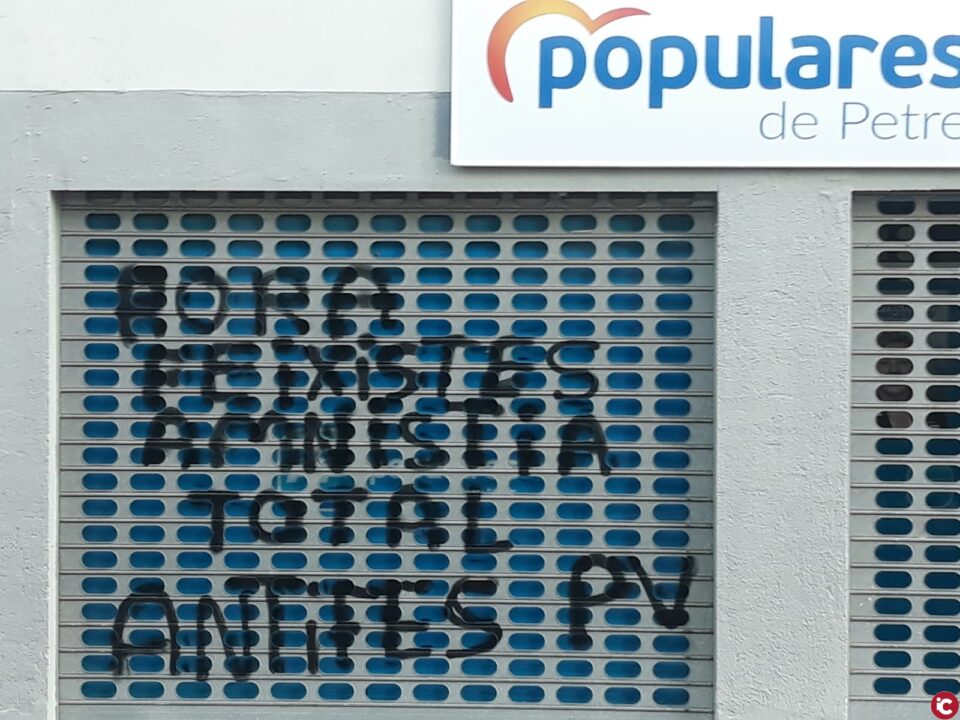 populares
de Petre
FORA
FEIXISTES
AMNISTIA
TOTAL
ANTIFES PV